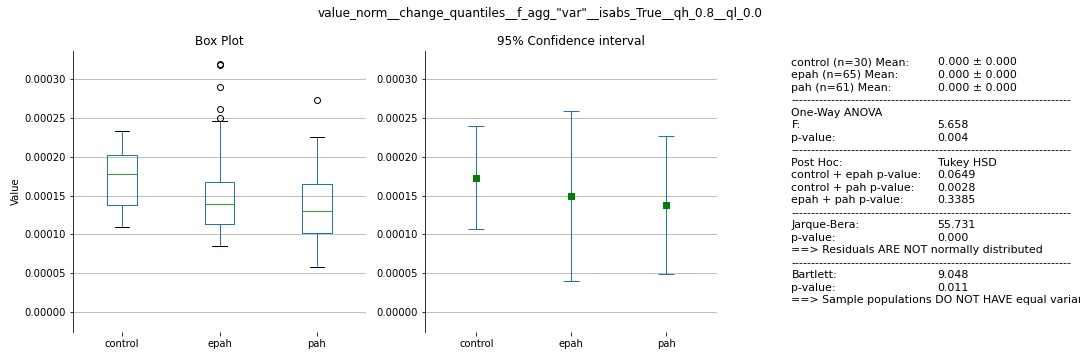 value_norm__change_quantiles__f_agg_"var"__isabs_True__qh_0.8__ql_0.0
Box Plot
Value
0.00030
0.00025
0.00020
0.00015
0.00010
0.00005
0.00000
control epah pah
95% Confidence interval
0.00030
0.00025
0.00020
0.00015
0.00010
0.00005
0.00000
control epah pah
control (n=30) Mean: 0.000 ± 0.000
epah (n=65) Mean: 0.000 ± 0.000
pah (n=61) Mean: 0.000 ± 0.000
One-Way ANOVA
F: 5.658
p-value: 0.004
Post Hoc: Tukey HSD
control + epah p-value: 0.0649
control + pah p-value: 0.0028
epah + pah p-value: 0.3385
Jarque-Bera: 55.731
p-value: 0.000
==> Residuals ARE NOT normally distributed
Bartlett: 9.048
p-value: 0.011
==> Sample populations DO NOT HAVE equal varian